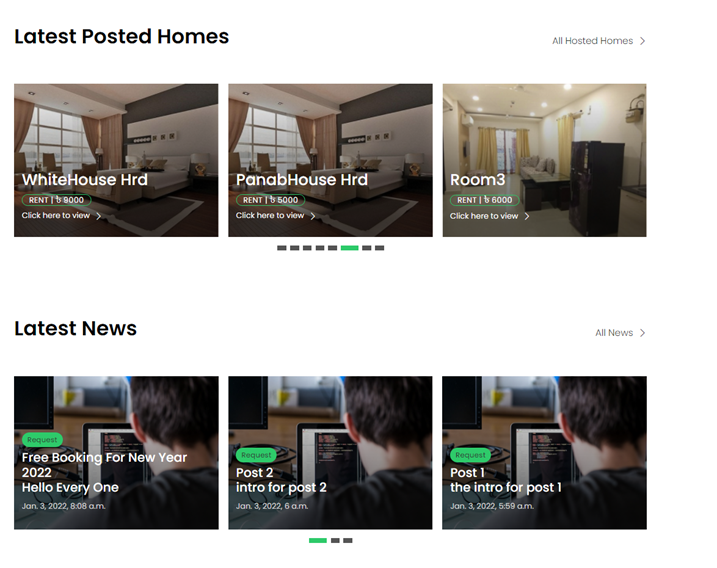 Latest Posted Homes
All Hosted Homes
WhiteHouse Hrd
RENT | ৳ 9000
Click here to view
PanabHouse Hrd
RENT | ৳ 5000
Click here to view
Room3
RENT | ৳ 6000
Click here to view
Latest News
All News
Request
Free Booking For New Year
2022
Hello Every One
Jan. 3, 2022, 8:08 a.m.
Request
Post 2
intro for post 2
Jan. 3, 2022, 6 a.m.
Request
Post 1
the intro for post 1
Jan. 3, 2022, 5:59 a.m.